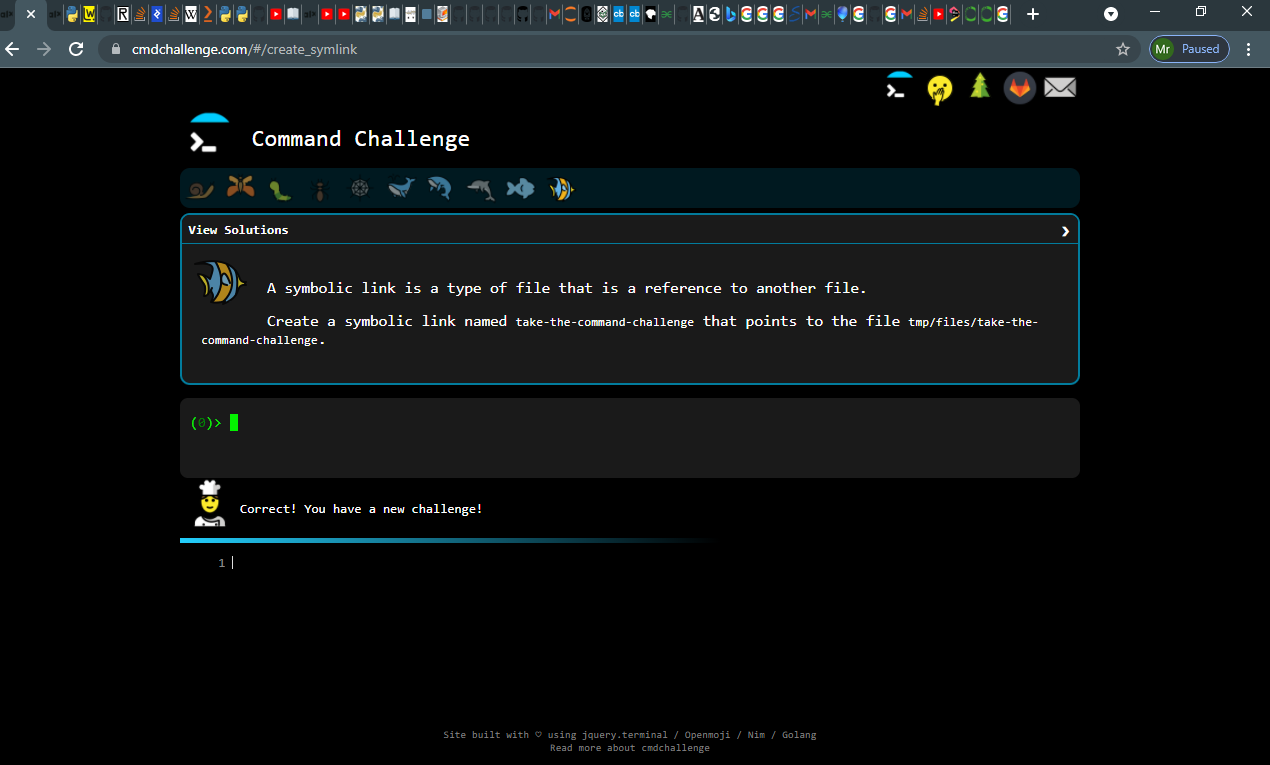 cmdchallenge.com/#/create_symlink
Mr Paused
Command Challenge
View Solutions
A symbolic link is a type of file that is a reference to another file.
Create a symbolic link named take-the-command-challenge that points to the file tmp/files/take-the-
command-challenge.
(0)>
Correct! You have a new challenge!
1
Site built with ♡ using jquery.terminal / Openmoji / Nim / Golang
Read more about cmdchallenge